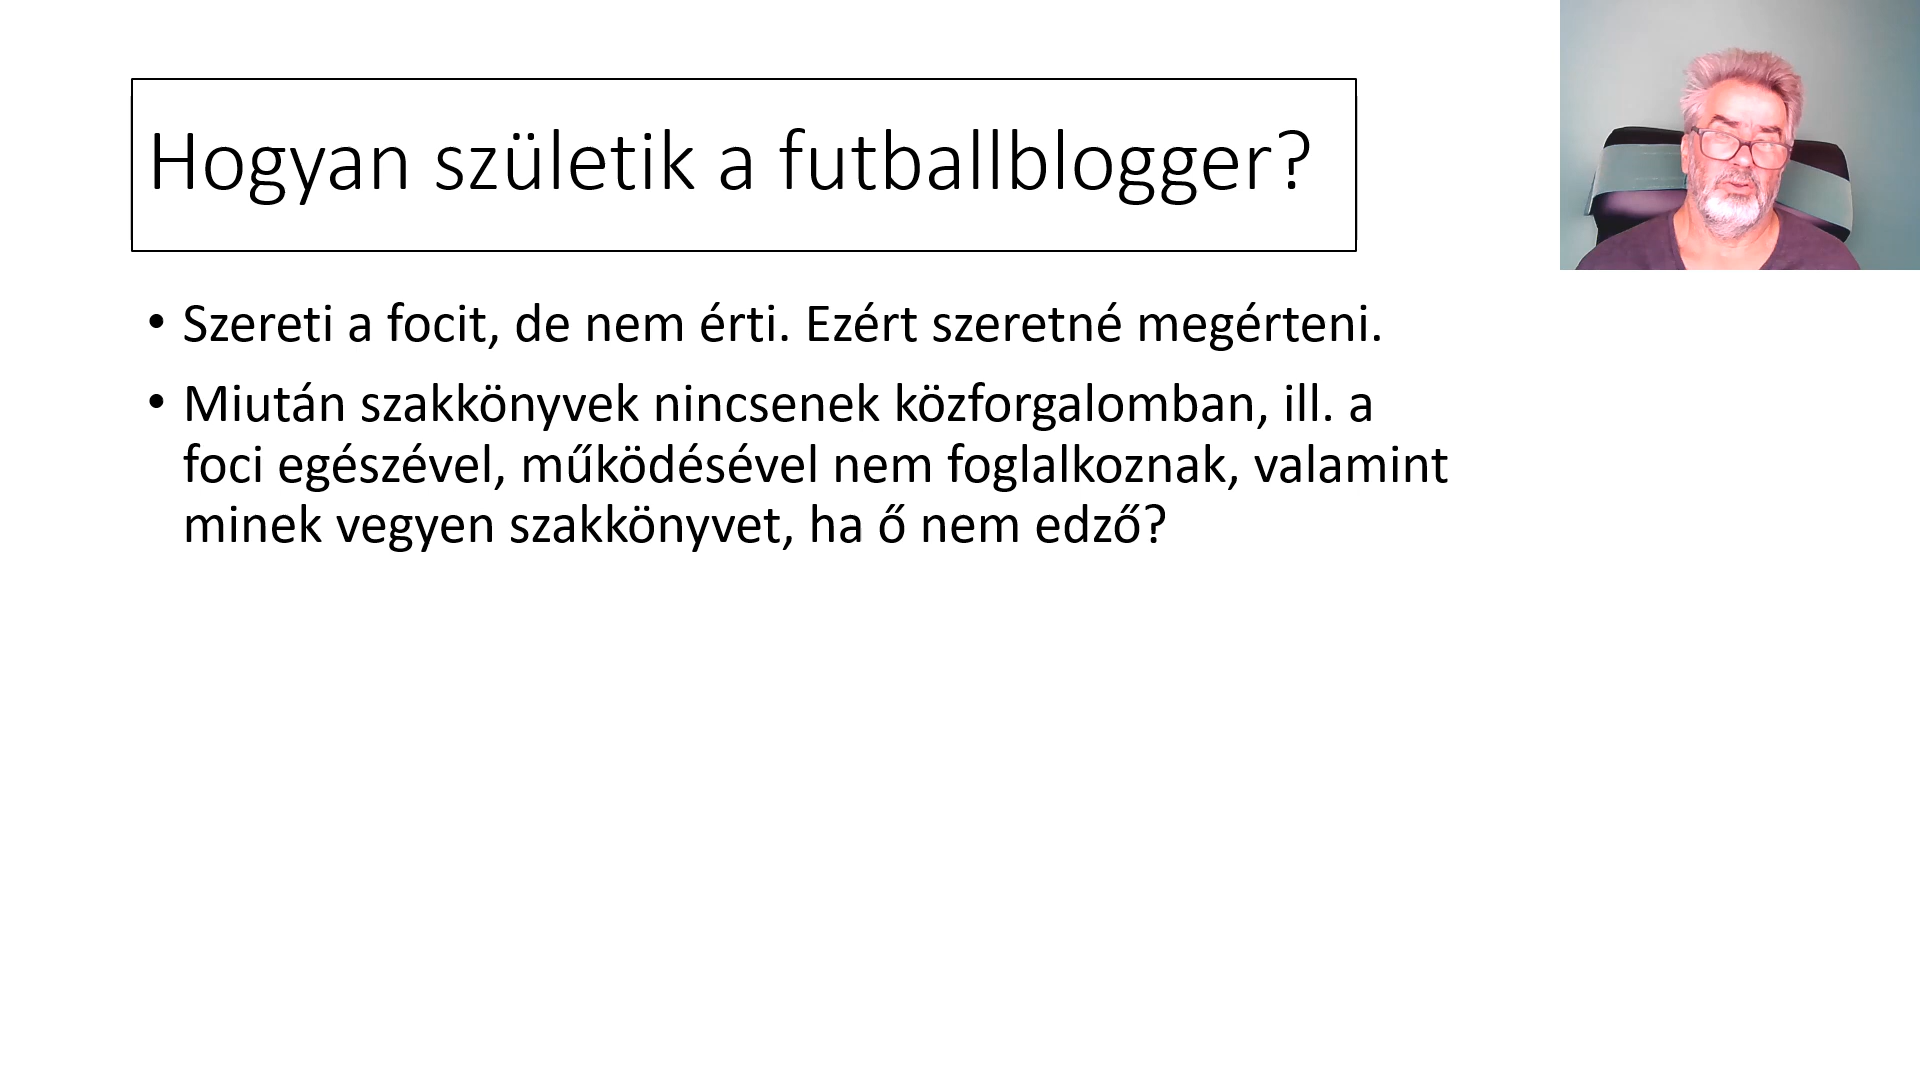 Hogyan születik a futballblogger?
• Szereti a focit, de nem érti. Ezért szeretné megérteni.
• Miután szakkönyvek nincsenek közforgalomban, ill. a
foci egészével, működésével nem foglalkoznak, valamint
minek vegyen szakkönyvet, ha ő nem edző?